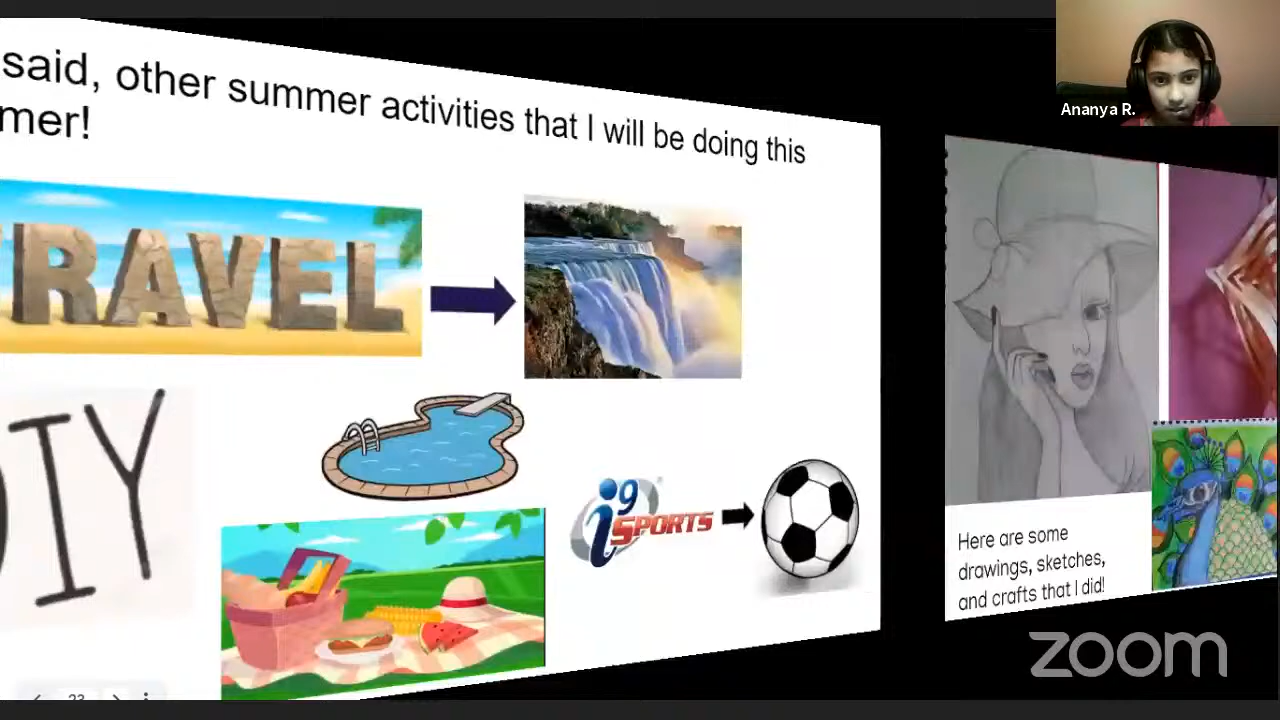 said, other summer activities that I will be doing this
mer!
Ananya R.
RAVEL
IY
i9
SPORTS
Here are some
drawings, sketches,
and crafts that I did!
zoom